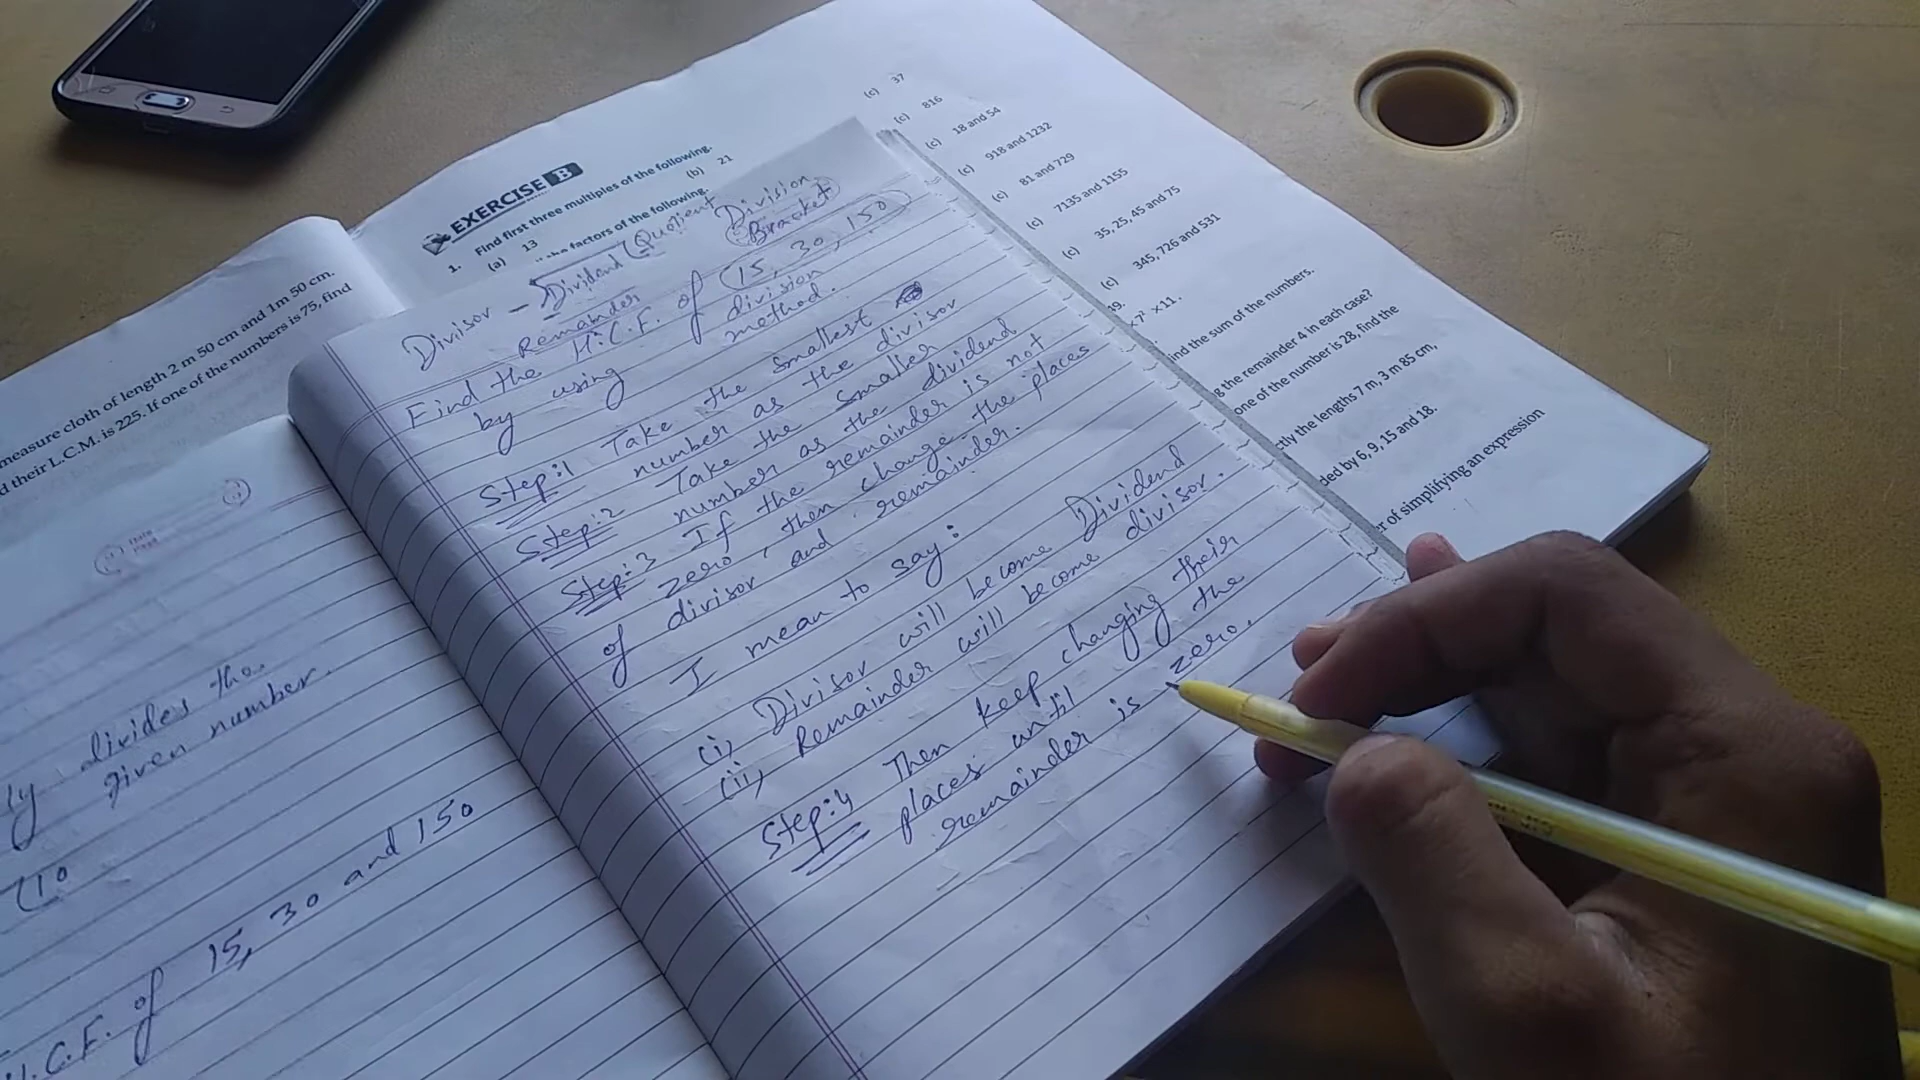 EXERCISE B
1. Find first three multiples of the following.
(a) 13
(b) 21
(c) 37
factors of the following.
(c) 816
(c) 18 and 54
(c) 918 and 1232
(c) 81 and 729
(c) 7135 and 1155
(c) 35, 25, 45 and 75
(c) 345, 726 and 531
19.
× 7² × 11.
ind the sum of the numbers.
g the remainder 4 in each case?
one of the number is 28, find the
ctly the lengths 7 m, 3 m 85 cm,
ded by 6, 9, 15 and 18.
r of simplifying an expression
measure cloth of length 2 m 50 cm and 1m 50 cm.
d their L.C.M. is 225. If one of the numbers is 75, find
Date
Page
ly divides the
given number.
10
H.C.F. of 15, 30 and 150
Divisor - Dividend ( Quotient
Division
Bracket
Remainder
Find the H.C.F. of (15, 30, 150)
by using division
method.
Step:1 Take the smallest
number as the divisor
Step:2 Take the smaller
number as the dividend
Step:3 If the remainder is not
zero, then change the places
of divisor and remainder.
I mean to say:
(i) Divisor will become Dividend
(ii) Remainder will become divisor.
Step:4 Then keep changing their
places until the
remainder is zero.